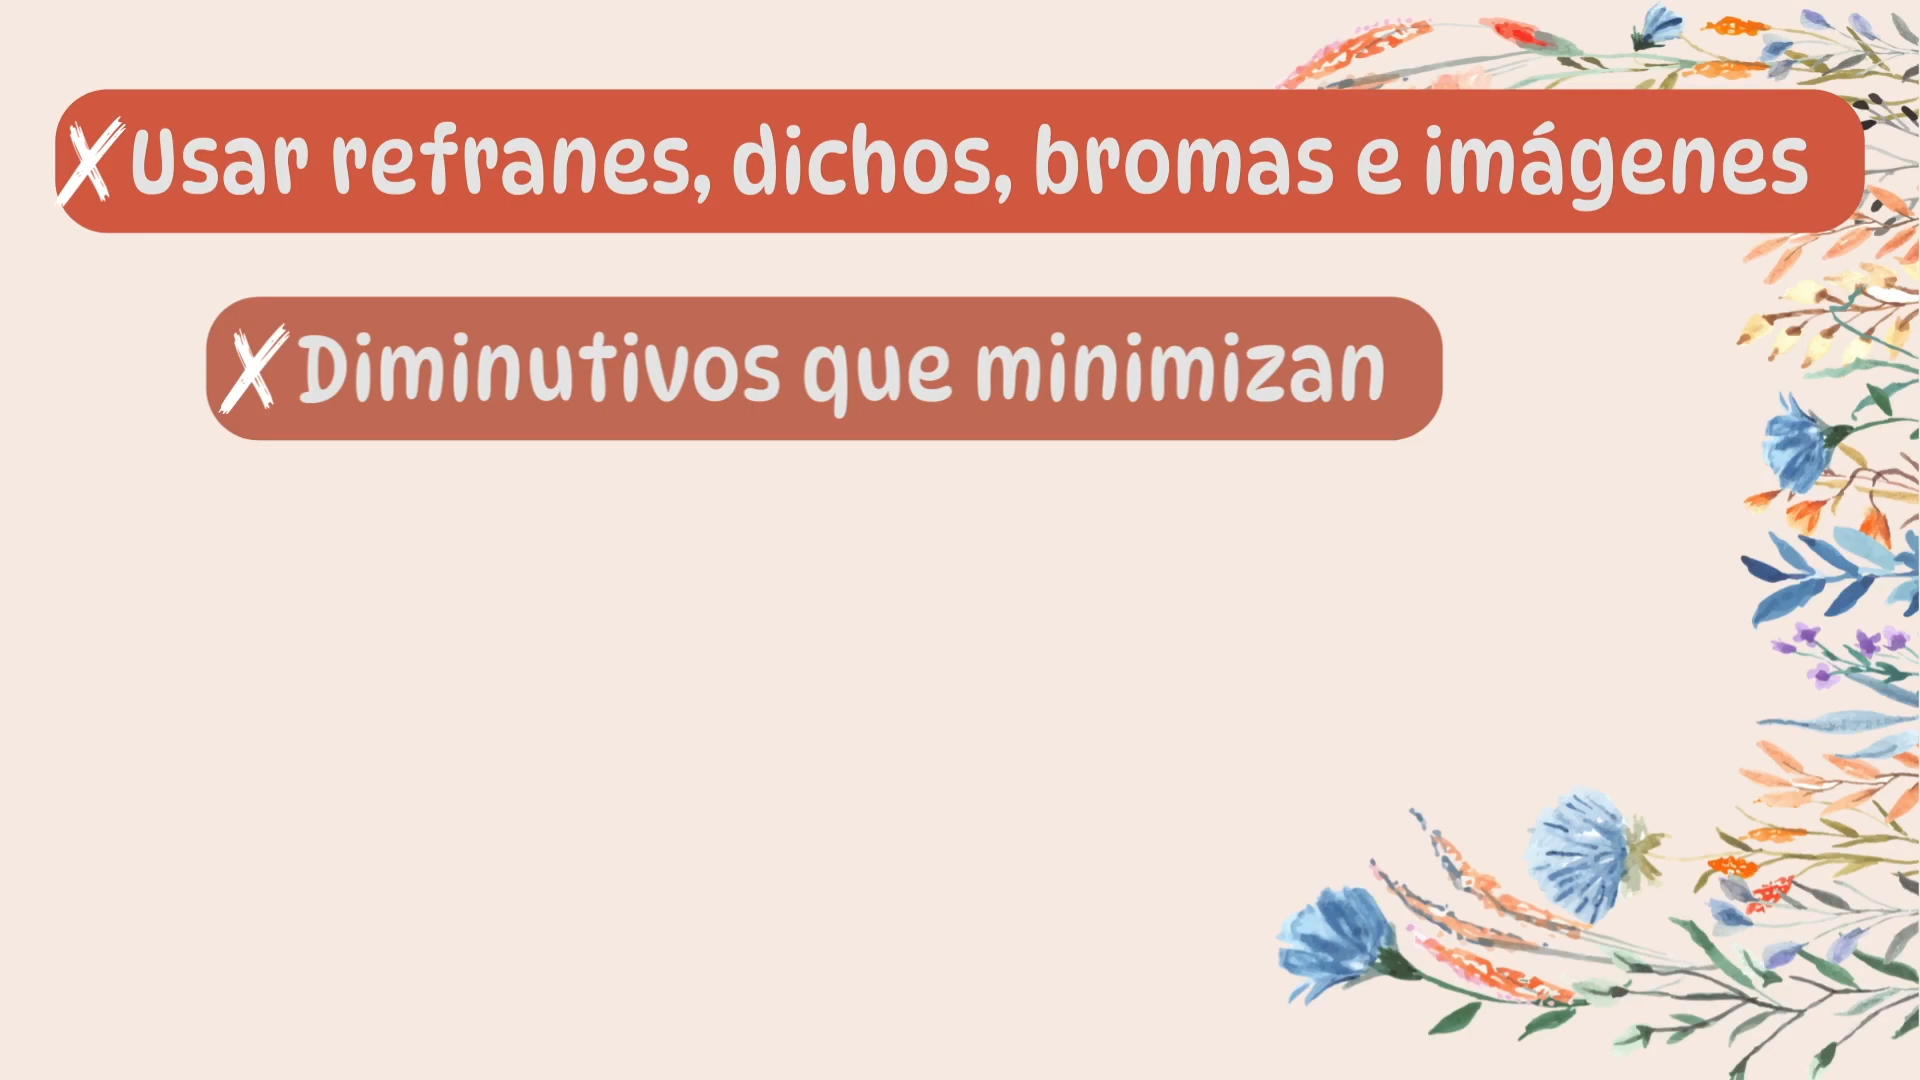 Usar refranes, dichos, bromas e imágenes
Diminutivos que minimizan